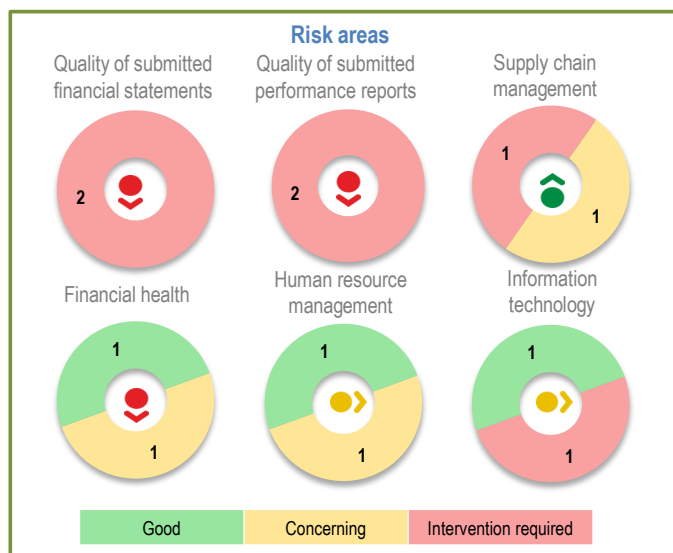 Risk areas
Quality of submitted
financial statements
Quality of submitted
performance reports
Supply chain
management
2
2
1
1
Financial health
Human resource
management
Information
technology
1
1
1
1
1
1
Good
Concerning
Intervention required